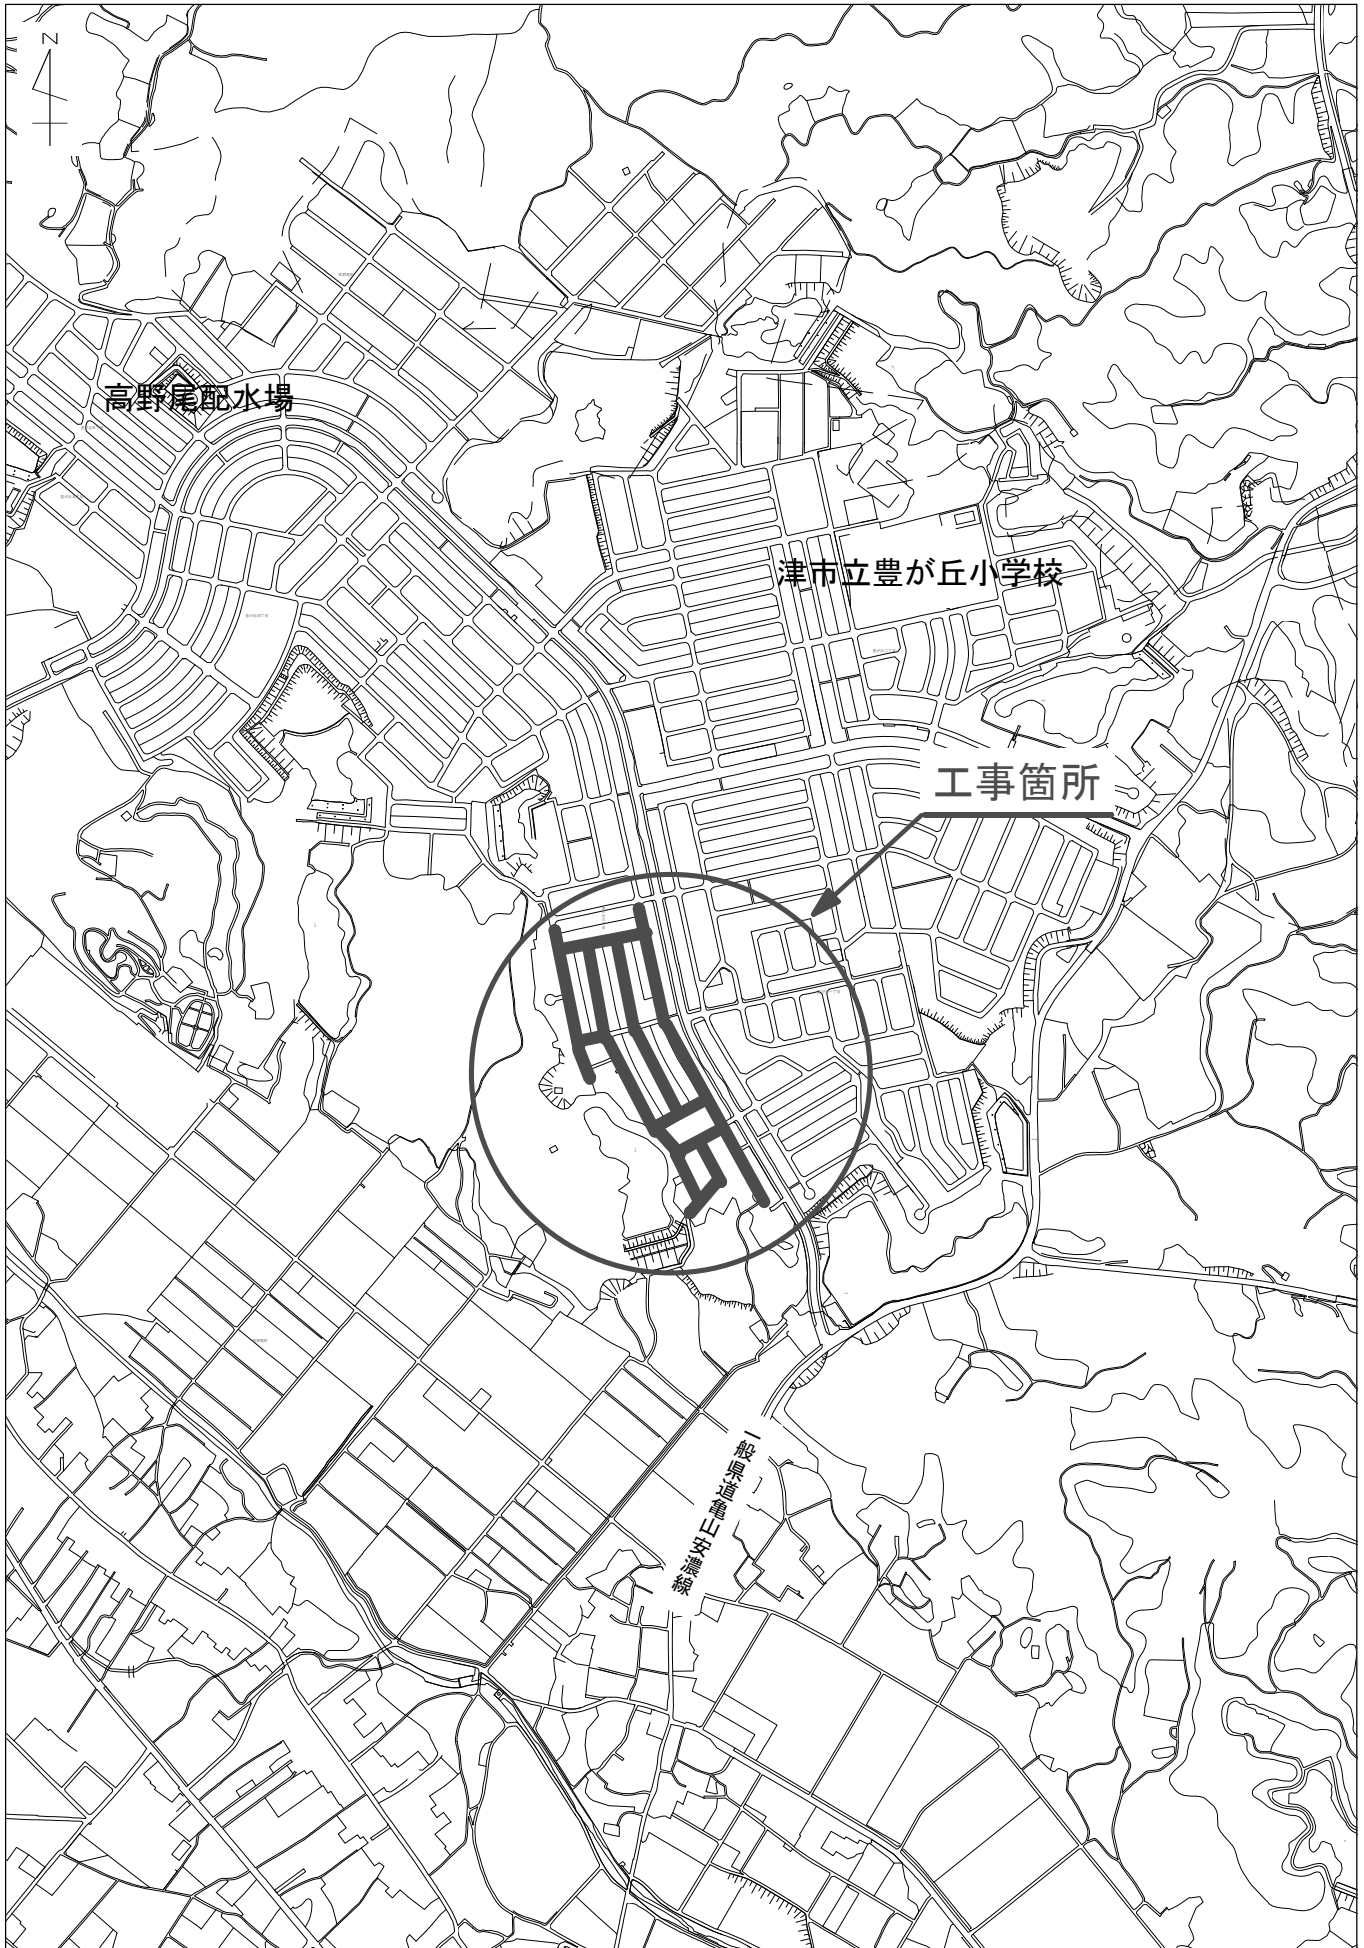 N
高野尾配水場
津市立豊が丘小学校
工事箇所
一般県道亀山安濃線